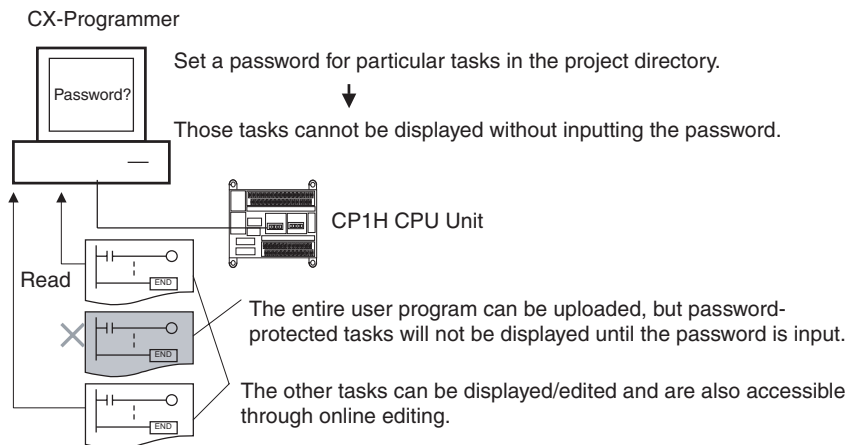 CX-Programmer
Set a password for particular tasks in the project directory.
Password?
Those tasks cannot be displayed without inputting the password.
CP1H CPU Unit
Read
END
The entire user program can be uploaded, but password-
protected tasks will not be displayed until the password is input.
END
The other tasks can be displayed/edited and are also accessible
through online editing.
END